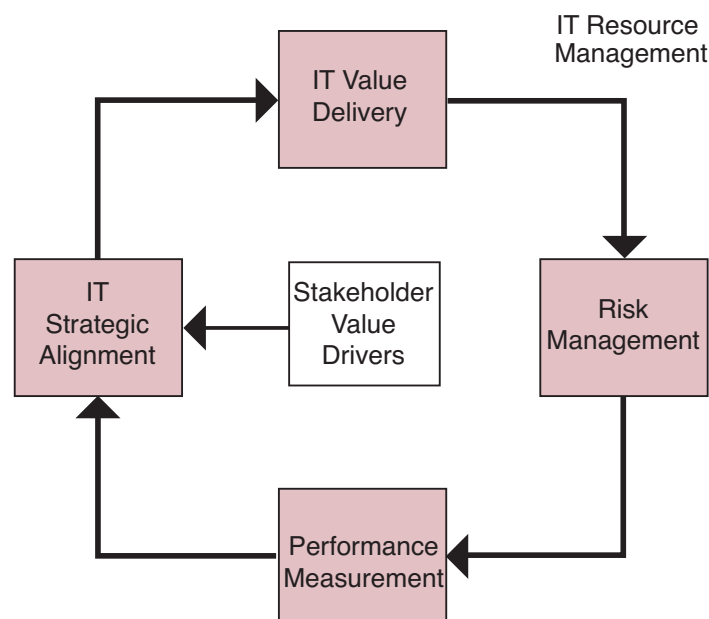 IT Resource
Management
IT Value
Delivery
IT
Strategic
Alignment
Stakeholder
Value
Drivers
Risk
Management
Performance
Measurement